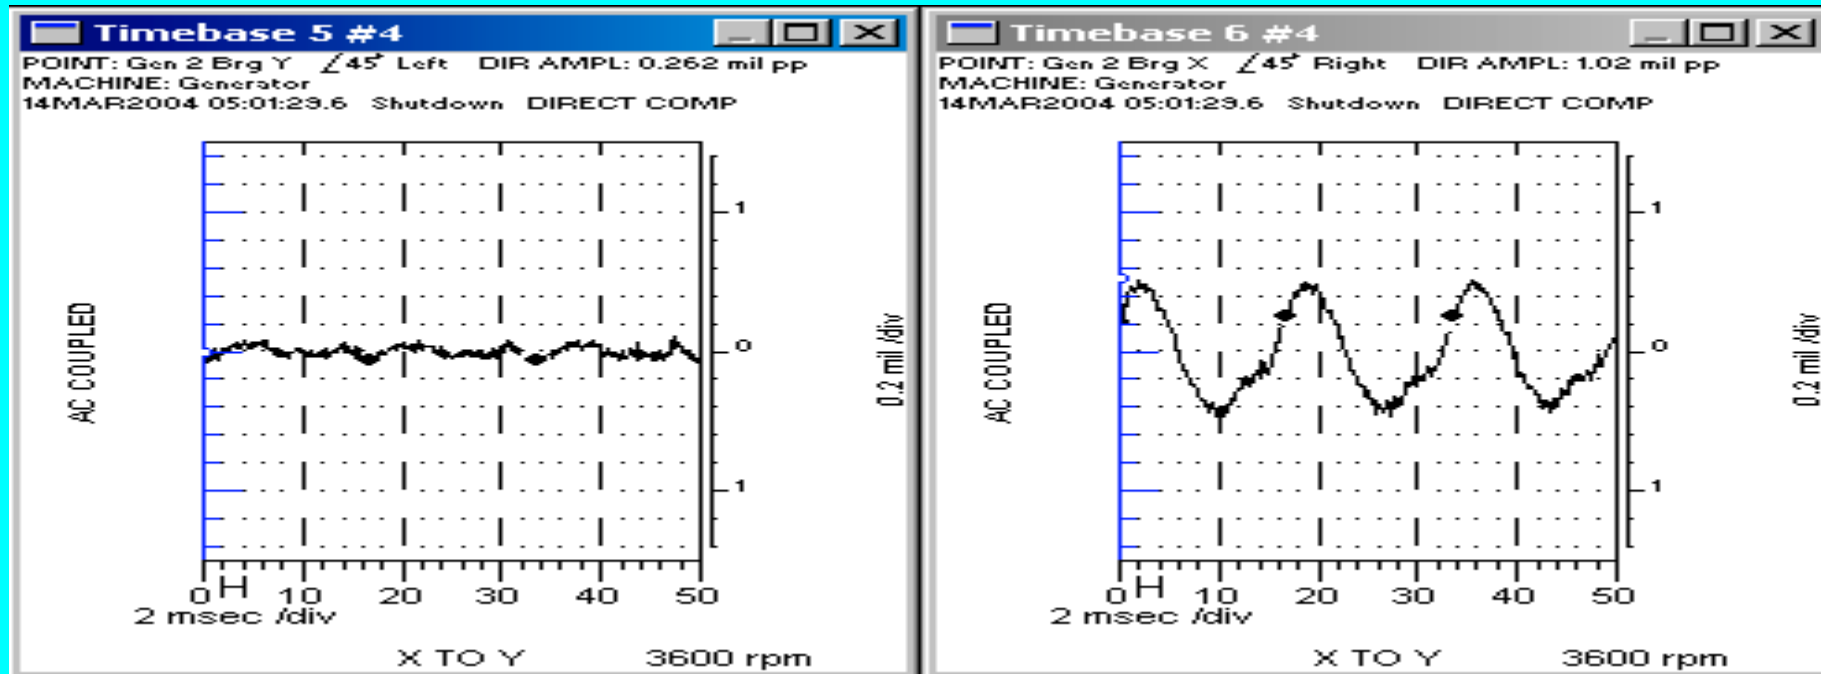 Timebase 5 #4
POINT: Gen 2 Brg Y ∠45° Left DIR AMPL: 0.262 mil pp
MACHINE: Generator
14MAR2004 05:01:29.6 Shutdown DIRECT COMP
AC COUPLED
1
0
1
0.2 mil /div
0 H 10 20 30 40 50
2 msec /div
X TO Y 3600 rpm
Timebase 6 #4
POINT: Gen 2 Brg X ∠45° Right DIR AMPL: 1.02 mil pp
MACHINE: Generator
14MAR2004 05:01:29.6 Shutdown DIRECT COMP
AC COUPLED
1
0
1
0.2 mil /div
0 H 10 20 30 40 50
2 msec /div
X TO Y 3600 rpm